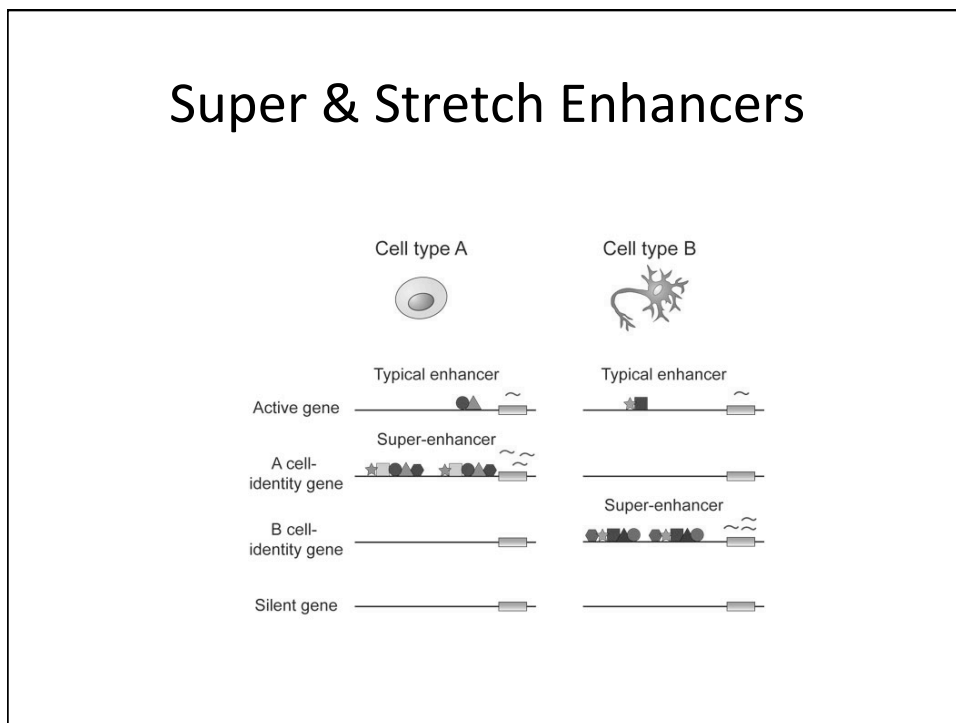 Super & Stretch Enhancers
Cell type A
Cell type B
Typical enhancer
Typical enhancer
Active gene
Super-enhancer
A cell-
identity gene
Super-enhancer
B cell-
identity gene
Silent gene